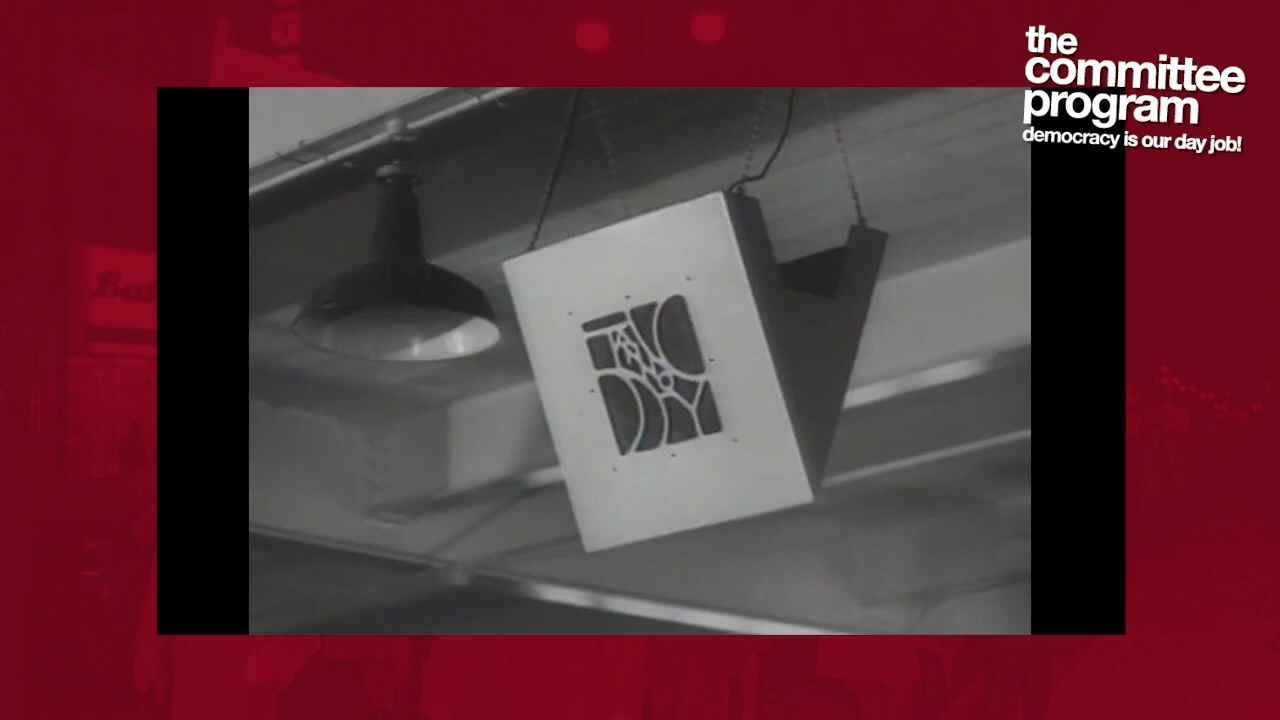 the
committee
program
democracy is our day job!
TANNOY